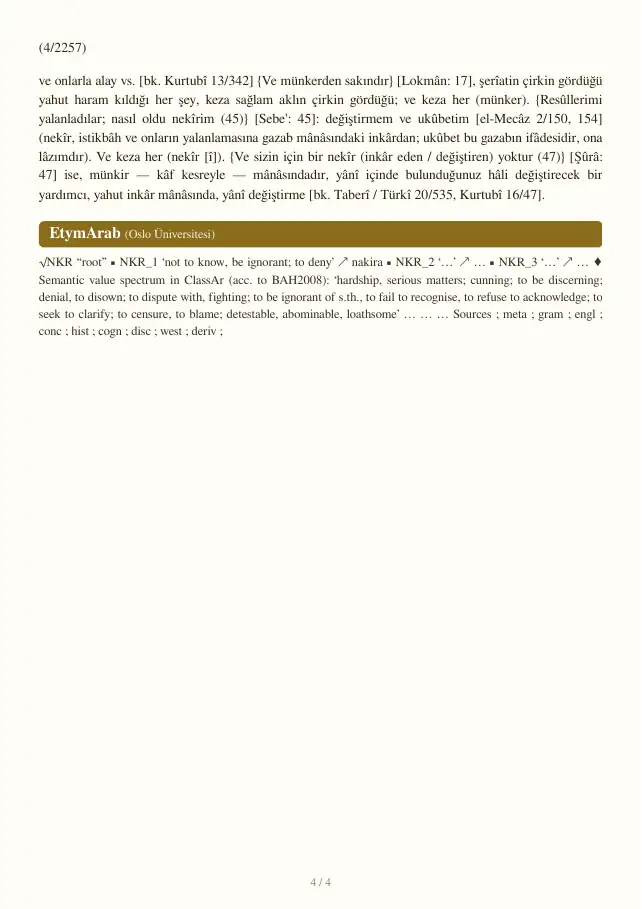 (4/2257)
ve onlarla alay vs. [bk. Kurtubî 13/342] {Ve münkerden sakındır} [Lokmân: 17], şerîatin çirkin gördüğü
yahut haram kıldığı her şey, keza sağlam aklın çirkin gördüğü; ve keza her (münker). {Resûllerimi
yalanladılar; nasıl oldu nekîrim (45)} [Sebe': 45]: değiştirmem ve ukûbetim [el-Mecâz 2/150, 154]
(nekîr, istikbâh ve onların yalanlamasına gazab mânâsındaki inkârdan; ukûbet bu gazabın ifâdesidir, ona
lâzımdır). Ve keza her (nekîr [î]). {Ve sizin için bir nekîr (inkâr eden / değiştiren) yoktur (47)} [Şûrâ:
47] ise, münkir — kâf kesreyle — mânâsındadır, yânî içinde bulunduğunuz hâli değiştirecek bir
yardımcı, yahut inkâr mânâsında, yânî değiştirme [bk. Taberî / Türkî 20/535, Kurtubî 16/47].
EtymArab (Oslo Üniversitesi)
√NKR “root” ▪ NKR_1 ‘not to know, be ignorant; to deny’ ↗ nakira ▪ NKR_2 ‘…’ ↗ … ▪ NKR_3 ‘…’ ↗ … ♦
Semantic value spectrum in ClassAr (acc. to BAH2008): ‘hardship, serious matters; cunning; to be discerning;
denial, to disown; to dispute with, fighting; to be ignorant of s.th., to fail to recognise, to refuse to acknowledge; to
seek to clarify; to censure, to blame; detestable, abominable, loathsome’ … … … Sources ; meta ; gram ; engl ;
conc ; hist ; cogn ; disc ; west ; deriv ;
4 / 4